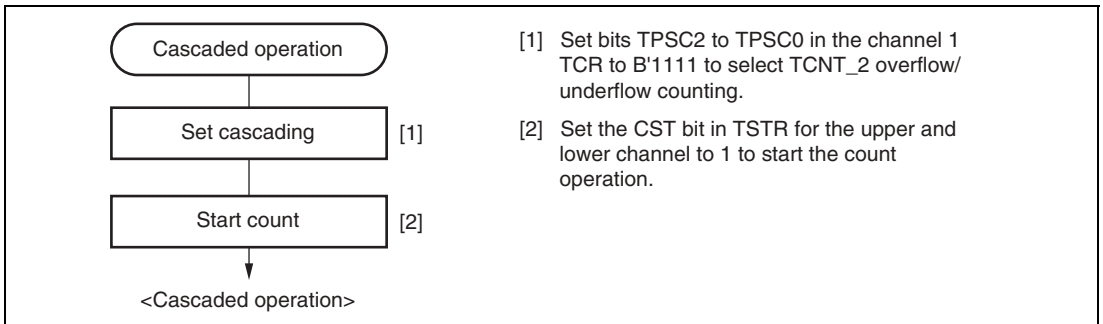 Cascaded operation
Set cascading
[1]
Start count
[2]
<Cascaded operation>
[1] Set bits TPSC2 to TPSC0 in the channel 1
TCR to B'1111 to select TCNT_2 overflow/
underflow counting.
[2] Set the CST bit in TSTR for the upper and
lower channel to 1 to start the count
operation.